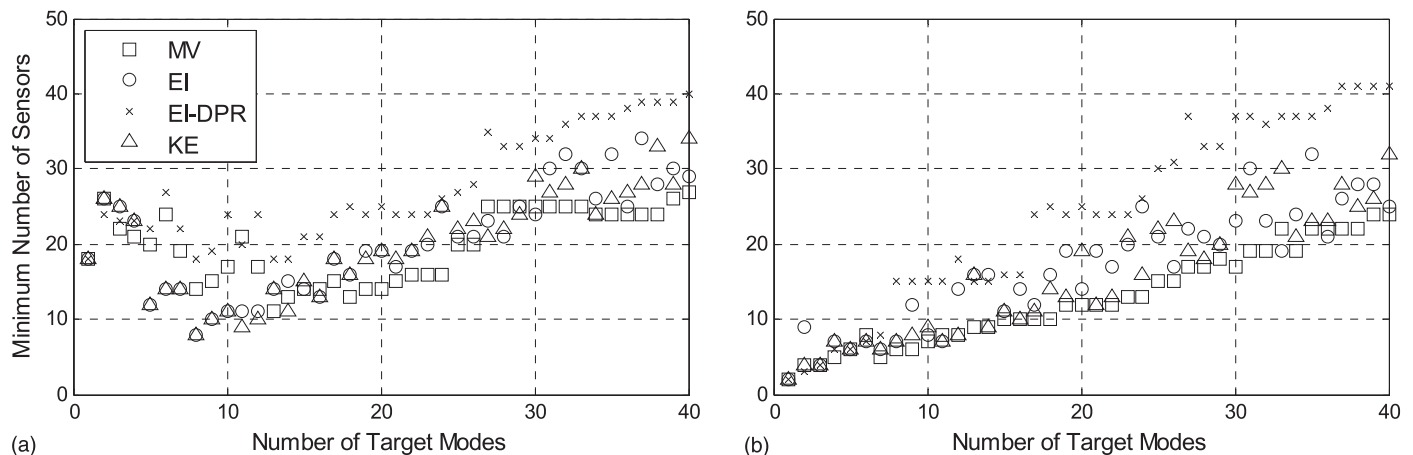 50
40
30
20
10
0
Minimum Number of Sensors
MV
EI
EI-DPR
KE
0 10 20 30 40
Number of Target Modes
(a)
50
40
30
20
10
0
0 10 20 30 40
Number of Target Modes
(b)